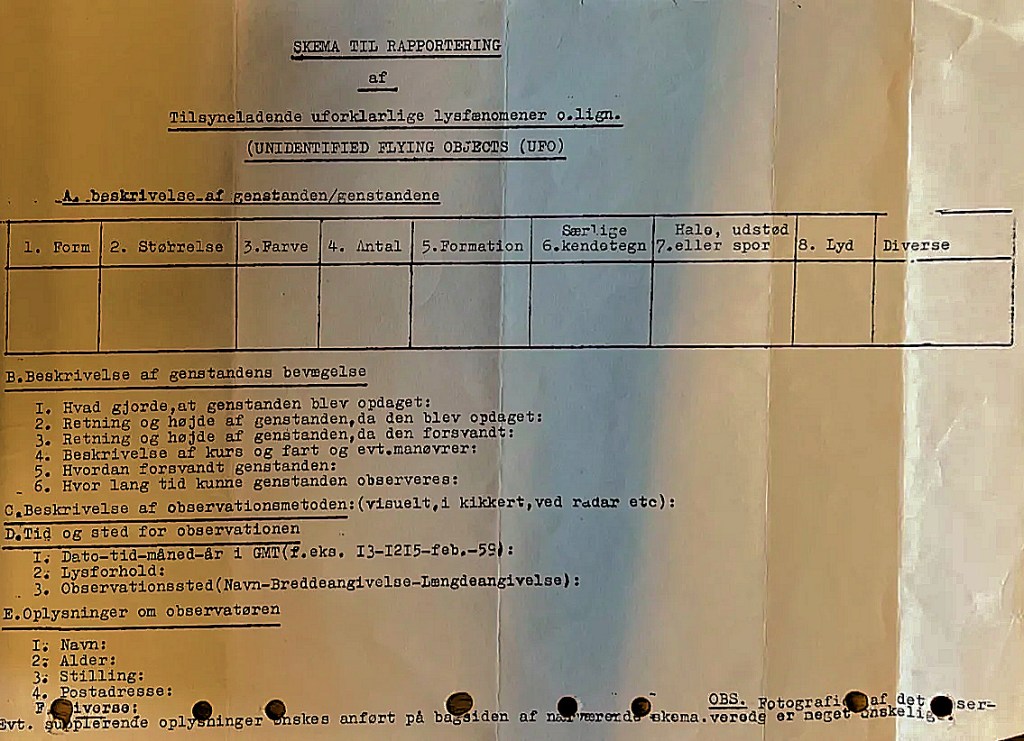 SKEMA TIL RAPPORTERING
af
Tilsyneladende uforklarlige lysfænomener o.lign.
(UNIDENTIFIED FLYING OBJECTS (UFO)
A. beskrivelse af genstanden/genstandene
1. Form 2. Størrelse 3.Farve 4. Antal 5.Formation Særlige 6.kendetegn Hale, udstød 7.eller spor 8. Lyd Diverse
B.Beskrivelse af genstandens bevægelse
I. Hvad gjorde,at genstanden blev opdaget:
2. Retning og højde af genstanden,da den blev opdaget:
3. Retning og højde af genstanden,da den forsvandt:
4. Beskrivelse af kurs og fart og evt.manøvrer:
5. Hvordan forsvandt genstanden:
6. Hvor lang tid kunne genstanden observeres:
C.Beskrivelse af observationsmetoden:(visuelt,i kikkert,ved radar etc):
D.Tid og sted for observationen
I. Dato-tid-måned-år i GMT(f.eks. I3-I2I5-feb.-59):
2. Lysforhold:
3. Observationssted(Navn-Breddeangivelse-Længdeangivelse):
E.Oplysninger om observatøren
I. Navn:
2. Alder:
3. Stilling:
4. Postadresse:
F. Diverse:
Evt. supplerende oplysninger ønskes anført på bagsiden af nærværende skema.
OBS. Fotografi af det obser-
verede er meget ønskelig.